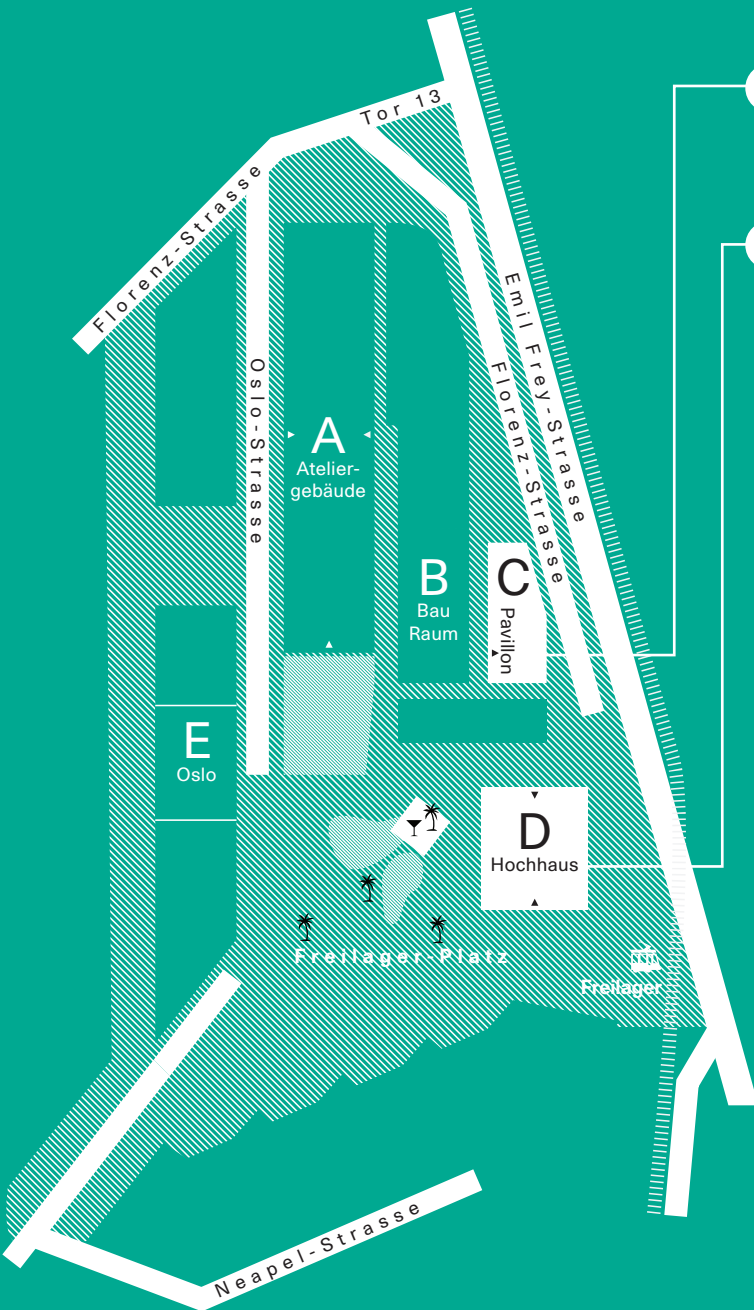 Tor 13
Florenz-Strasse
Emil Frey-Strasse
Oslo-Strasse
Florenz-Strasse
A
Atelier-
gebäude
B
Bau
Raum
C
Pavillon
E
Oslo
D
Hochhaus
Freilager-Platz
Freilager
Neapel-Strasse